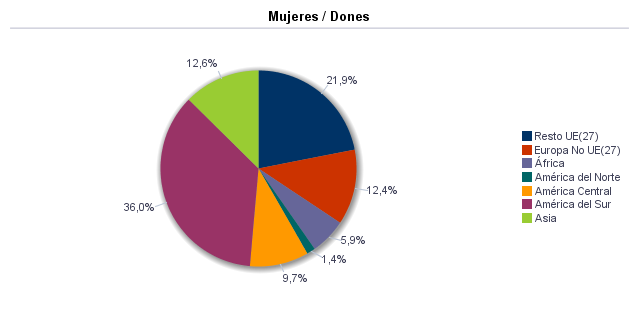 Mujeres / Dones
12,6%
21,9%
36,0%
12,4%
5,9%
1,4%
9,7%
Resto UE(27)
Europa No UE(27)
África
América del Norte
América Central
América del Sur
Asia